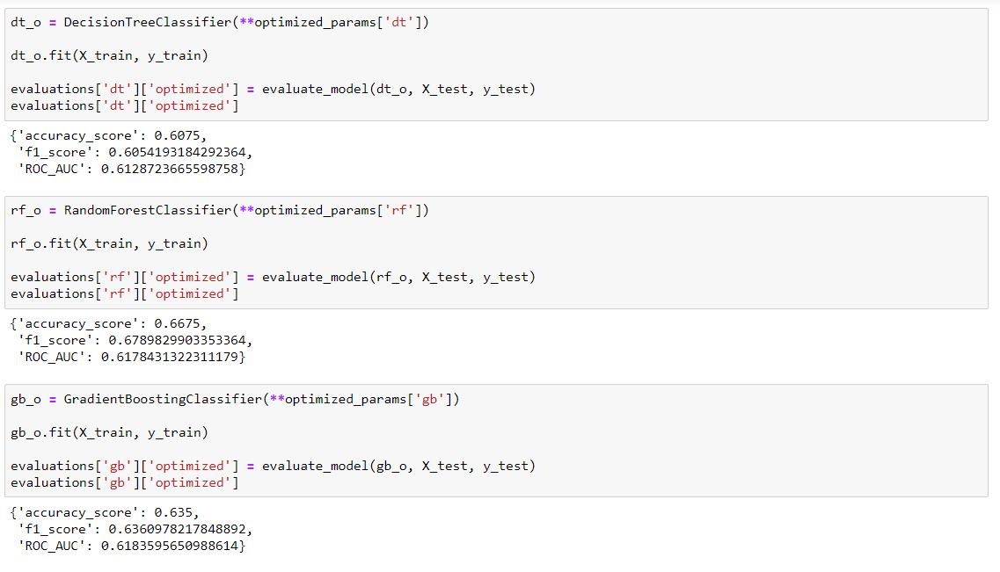 dt_o = DecisionTreeClassifier(**optimized_params['dt'])
dt_o.fit(X_train, y_train)
evaluations['dt']['optimized'] = evaluate_model(dt_o, X_test, y_test)
evaluations['dt']['optimized']
{'accuracy_score': 0.6075,
'f1_score': 0.6054193184292364,
'ROC_AUC': 0.6128723665598758}
rf_o = RandomForestClassifier(**optimized_params['rf'])
rf_o.fit(X_train, y_train)
evaluations['rf']['optimized'] = evaluate_model(rf_o, X_test, y_test)
evaluations['rf']['optimized']
{'accuracy_score': 0.6675,
'f1_score': 0.6789829903353364,
'ROC_AUC': 0.6178431322311179}
gb_o = GradientBoostingClassifier(**optimized_params['gb'])
gb_o.fit(X_train, y_train)
evaluations['gb']['optimized'] = evaluate_model(gb_o, X_test, y_test)
evaluations['gb']['optimized']
{'accuracy_score': 0.635,
'f1_score': 0.6360978217848892,
'ROC_AUC': 0.6183595650988614}